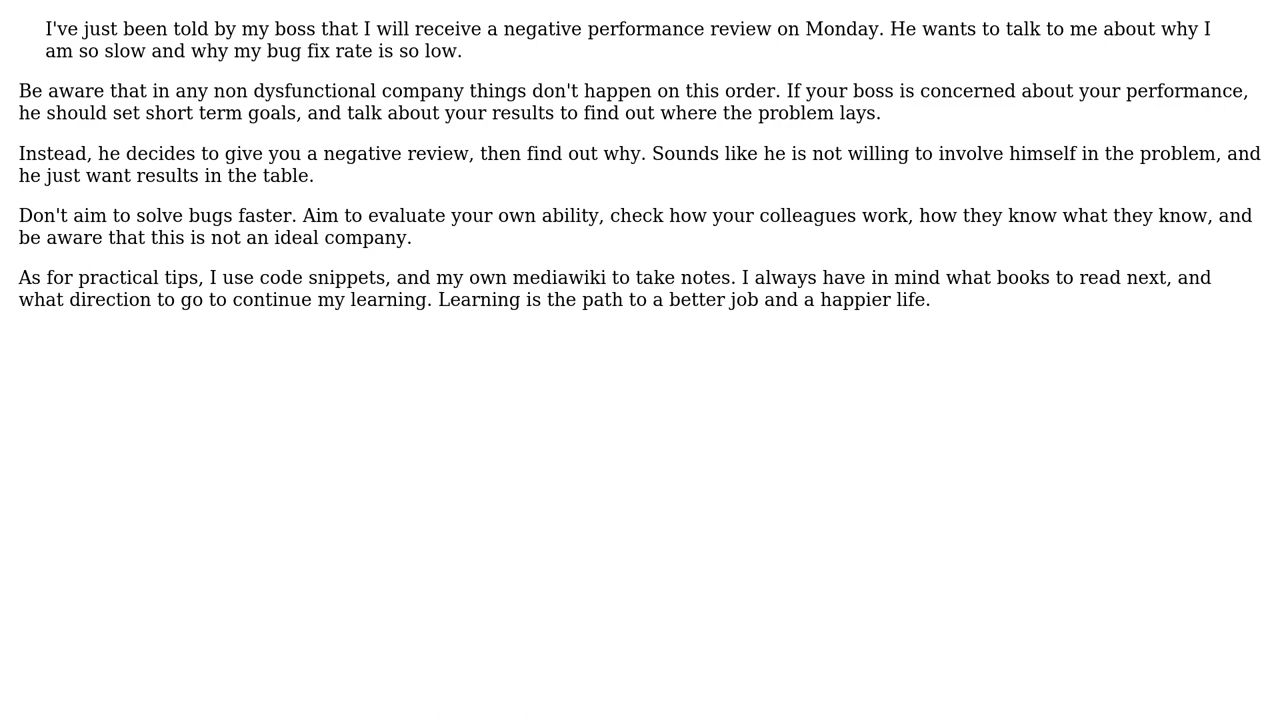 I've just been told by my boss that I will receive a negative performance review on Monday. He wants to talk to me about why I
am so slow and why my bug fix rate is so low.
Be aware that in any non dysfunctional company things don't happen on this order. If your boss is concerned about your performance,
he should set short term goals, and talk about your results to find out where the problem lays.
Instead, he decides to give you a negative review, then find out why. Sounds like he is not willing to involve himself in the problem, and
he just want results in the table.
Don't aim to solve bugs faster. Aim to evaluate your own ability, check how your colleagues work, how they know what they know, and
be aware that this is not an ideal company.
As for practical tips, I use code snippets, and my own mediawiki to take notes. I always have in mind what books to read next, and
what direction to go to continue my learning. Learning is the path to a better job and a happier life.